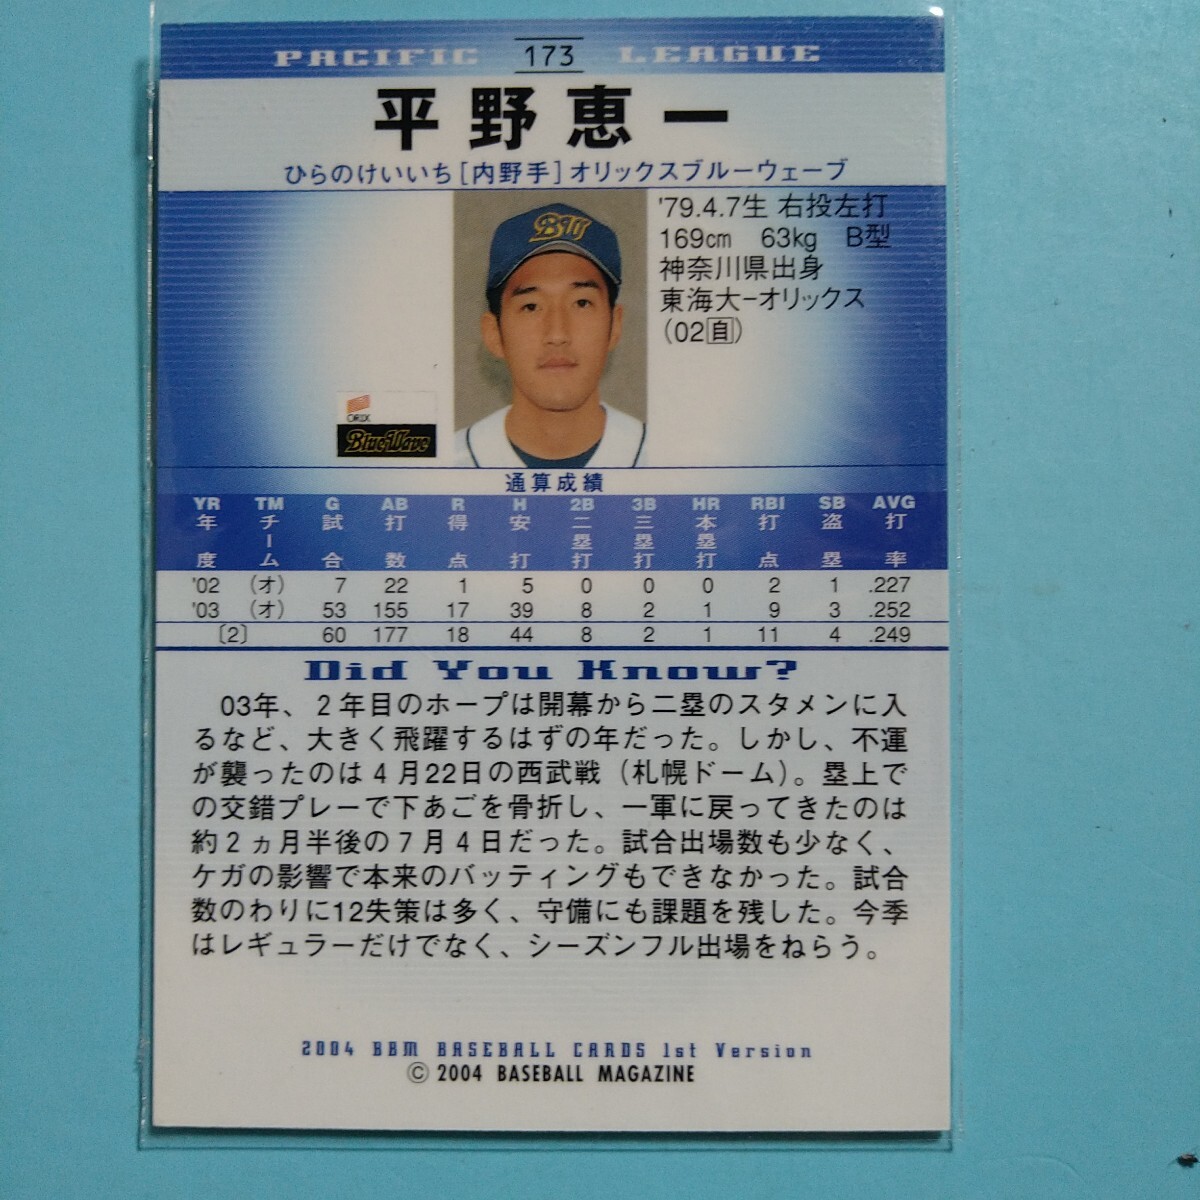 PACIFIC 173 LEAGUE
平野恵一
ひらのけいいち[内野手]オリックスブルーウェーブ
'79.4.7生 右投左打
169cm 63kg B型
神奈川県出身
東海大−オリックス
(02自)
BW
ORIX
BlueWave
通算成績
YR TM G AB R H 2B 3B HR RBI SB AVG
年度 チーム 試合 打数 得点 安打 二塁打 三塁打 本塁打 打点 盗塁 打率
'02 (オ) 7 22 1 5 0 0 0 2 1 .227
'03 (オ) 53 155 17 39 8 2 1 9 3 .252
〔2〕 60 177 18 44 8 2 1 11 4 .249
Did You Know?
03年、2年目のホープは開幕から二塁のスタメンに入
るなど、大きく飛躍するはずの年だった。しかし、不運
が襲ったのは4月22日の西武戦(札幌ドーム)。塁上で
の交錯プレーで下あごを骨折し、一軍に戻ってきたのは
約2ヵ月半後の7月4日だった。試合出場数も少なく、
ケガの影響で本来のバッティングもできなかった。試合
数のわりに12失策は多く、守備にも課題を残した。今季
はレギュラーだけでなく、シーズンフル出場をねらう。
2004 BBM BASEBALL CARDS 1st Version
© 2004 BASEBALL MAGAZINE